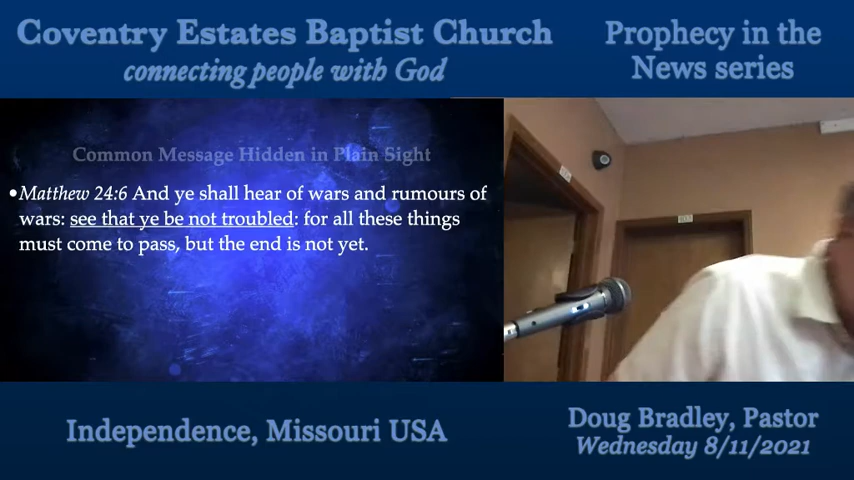 Coventry Estates Baptist Church
connecting people with God
Prophecy in the
News series
Common Message Hidden in Plain Sight
•Matthew 24:6 And ye shall hear of wars and rumours of
wars: see that ye be not troubled: for all these things
must come to pass, but the end is not yet.
Independence, Missouri USA
Doug Bradley, Pastor
Wednesday 8/11/2021